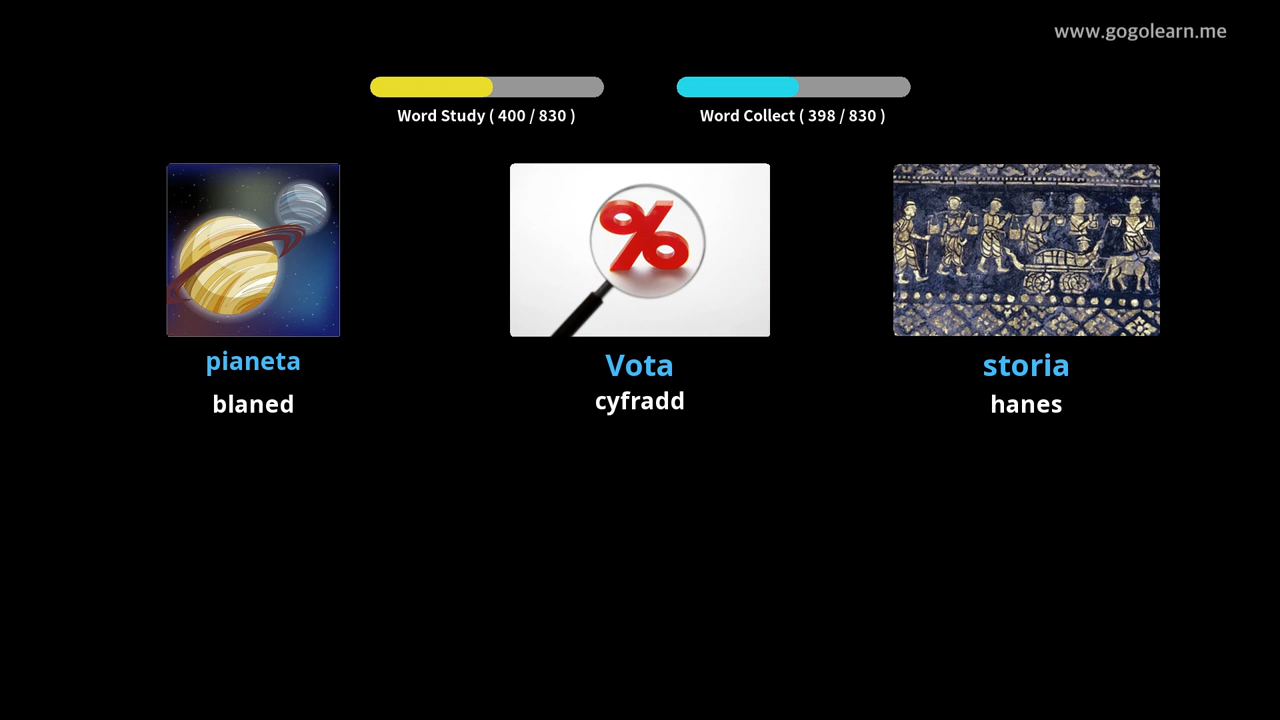 www.gogolearn.me
Word Study ( 400 / 830 )
Word Collect ( 398 / 830 )
%
pianeta
blaned
Vota
cyfradd
storia
hanes